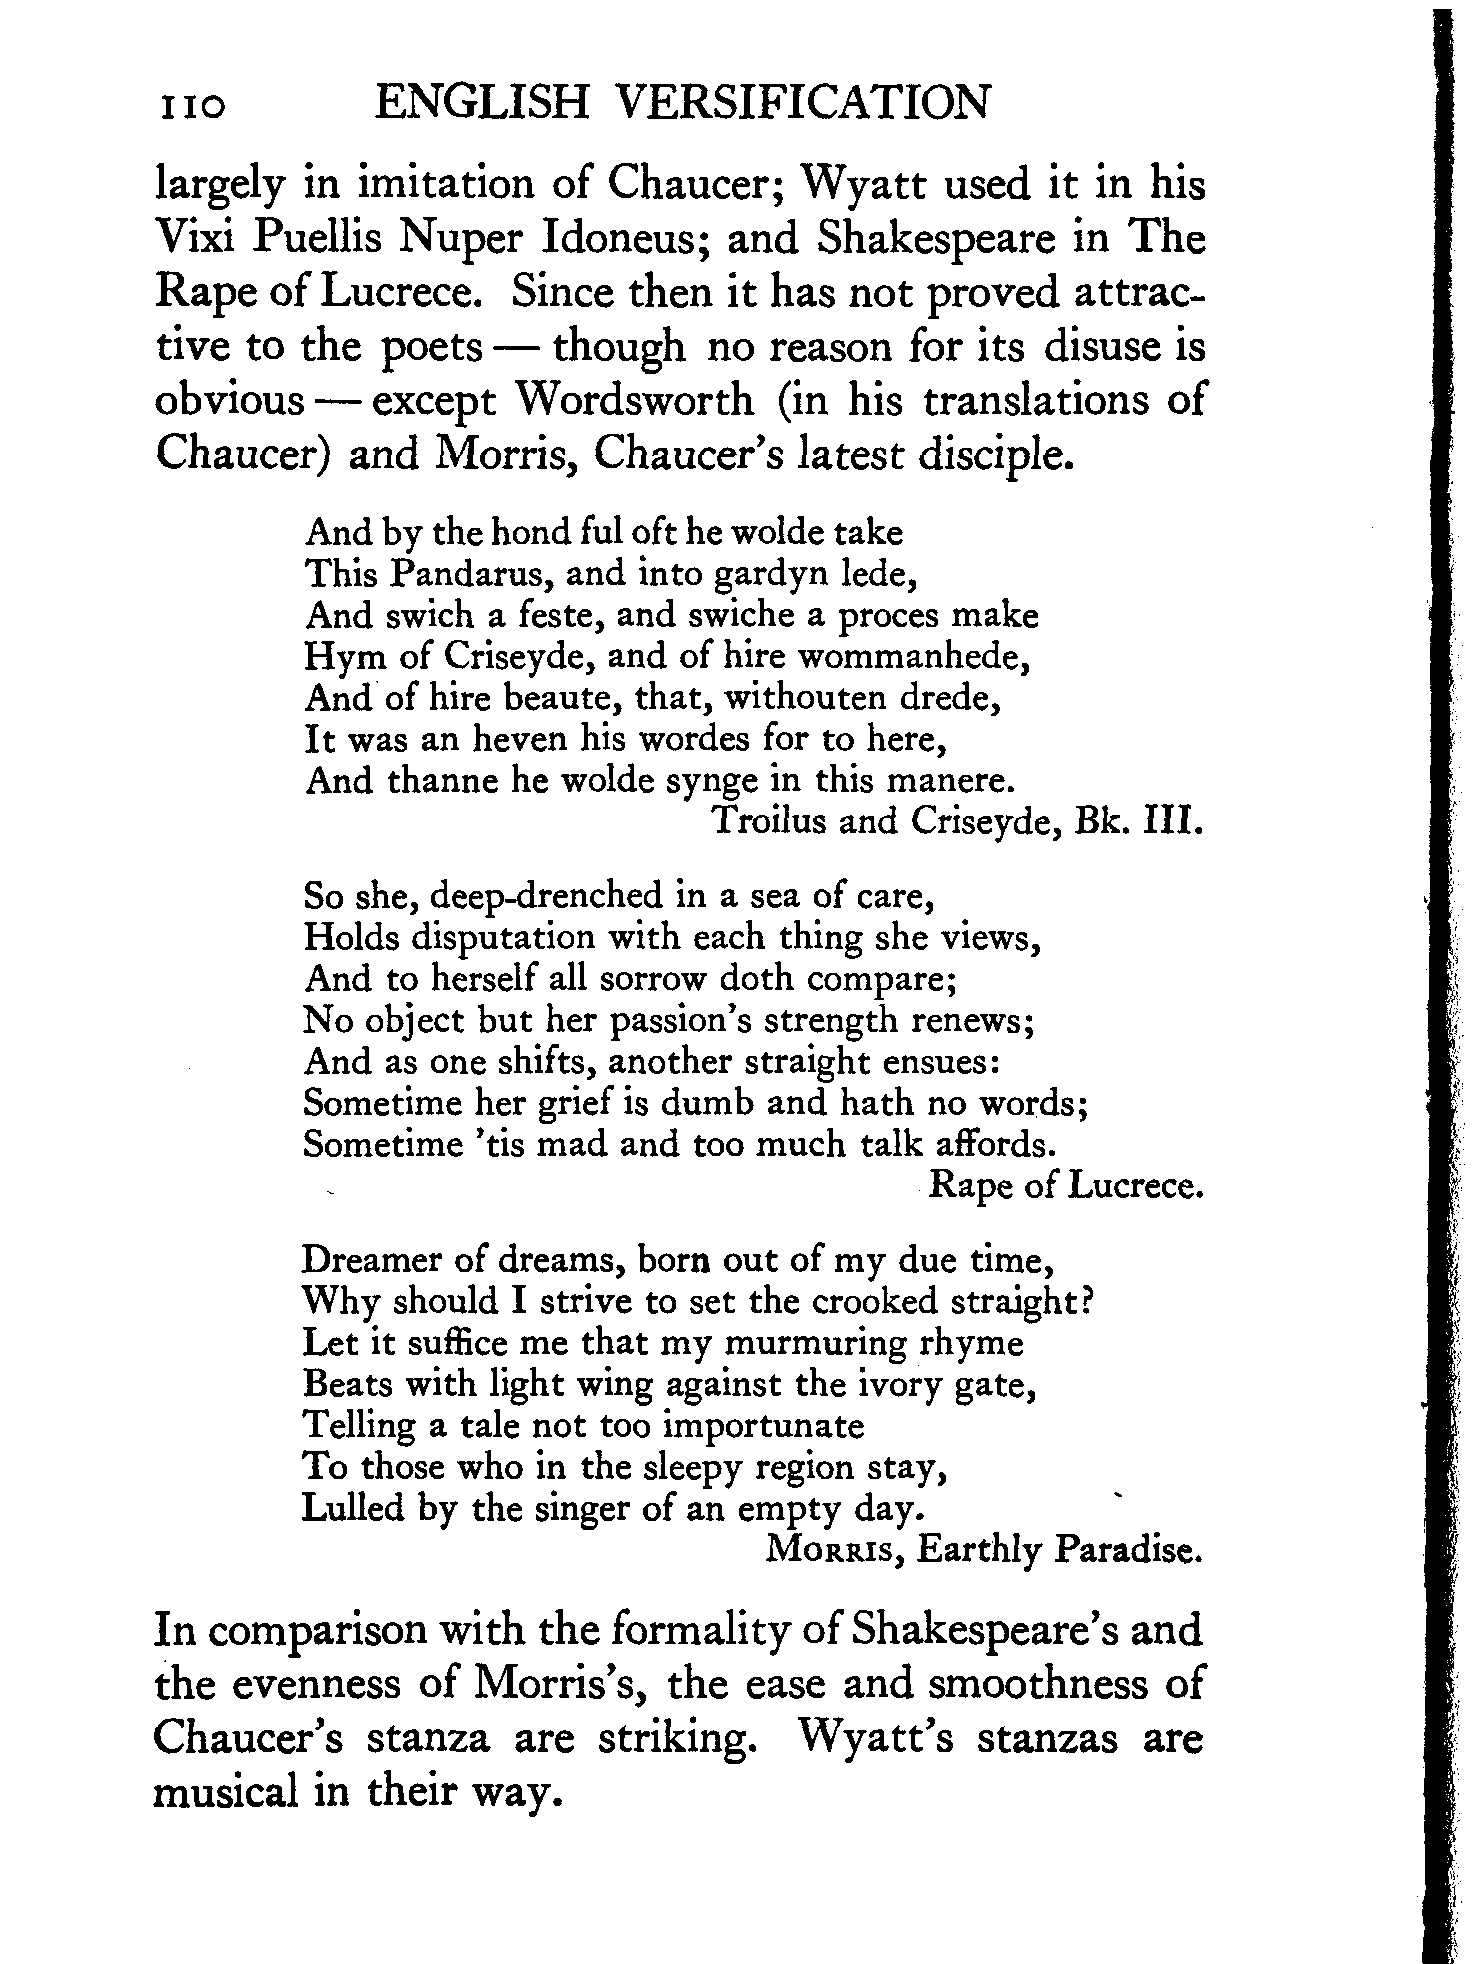 110 ENGLISH VERSIFICATION
largely in imitation of Chaucer; Wyatt used it in his
Vixi Puellis Nuper Idoneus; and Shakespeare in The
Rape of Lucrece. Since then it has not proved attrac-
tive to the poets — though no reason for its disuse is
obvious — except Wordsworth (in his translations of
Chaucer) and Morris, Chaucer's latest disciple.
And by the hond ful oft he wolde take
This Pandarus, and into gardyn lede,
And swich a feste, and swiche a proces make
Hym of Criseyde, and of hire wommanhede,
And of hire beaute, that, withouten drede,
It was an heven his wordes for to here,
And thanne he wolde synge in this manere.
Troilus and Criseyde, Bk. III.
So she, deep-drenched in a sea of care,
Holds disputation with each thing she views,
And to herself all sorrow doth compare;
No object but her passion's strength renews;
And as one shifts, another straight ensues:
Sometime her grief is dumb and hath no words;
Sometime 'tis mad and too much talk affords.
Rape of Lucrece.
Dreamer of dreams, born out of my due time,
Why should I strive to set the crooked straight?
Let it suffice me that my murmuring rhyme
Beats with light wing against the ivory gate,
Telling a tale not too importunate
To those who in the sleepy region stay,
Lulled by the singer of an empty day.
MORRIS, Earthly Paradise.
In comparison with the formality of Shakespeare's and
the evenness of Morris's, the ease and smoothness of
Chaucer's stanza are striking. Wyatt's stanzas are
musical in their way.